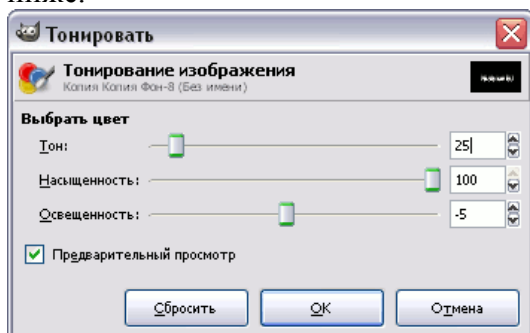 ниже.
Тонировать
Тонирование изображения
Копия Копия Фон-8 (Без имени)
Выбрать цвет
Тон: 25
Насыщенность: 100
Освещенность: -5
Предварительный просмотр
Сбросить OK Отмена